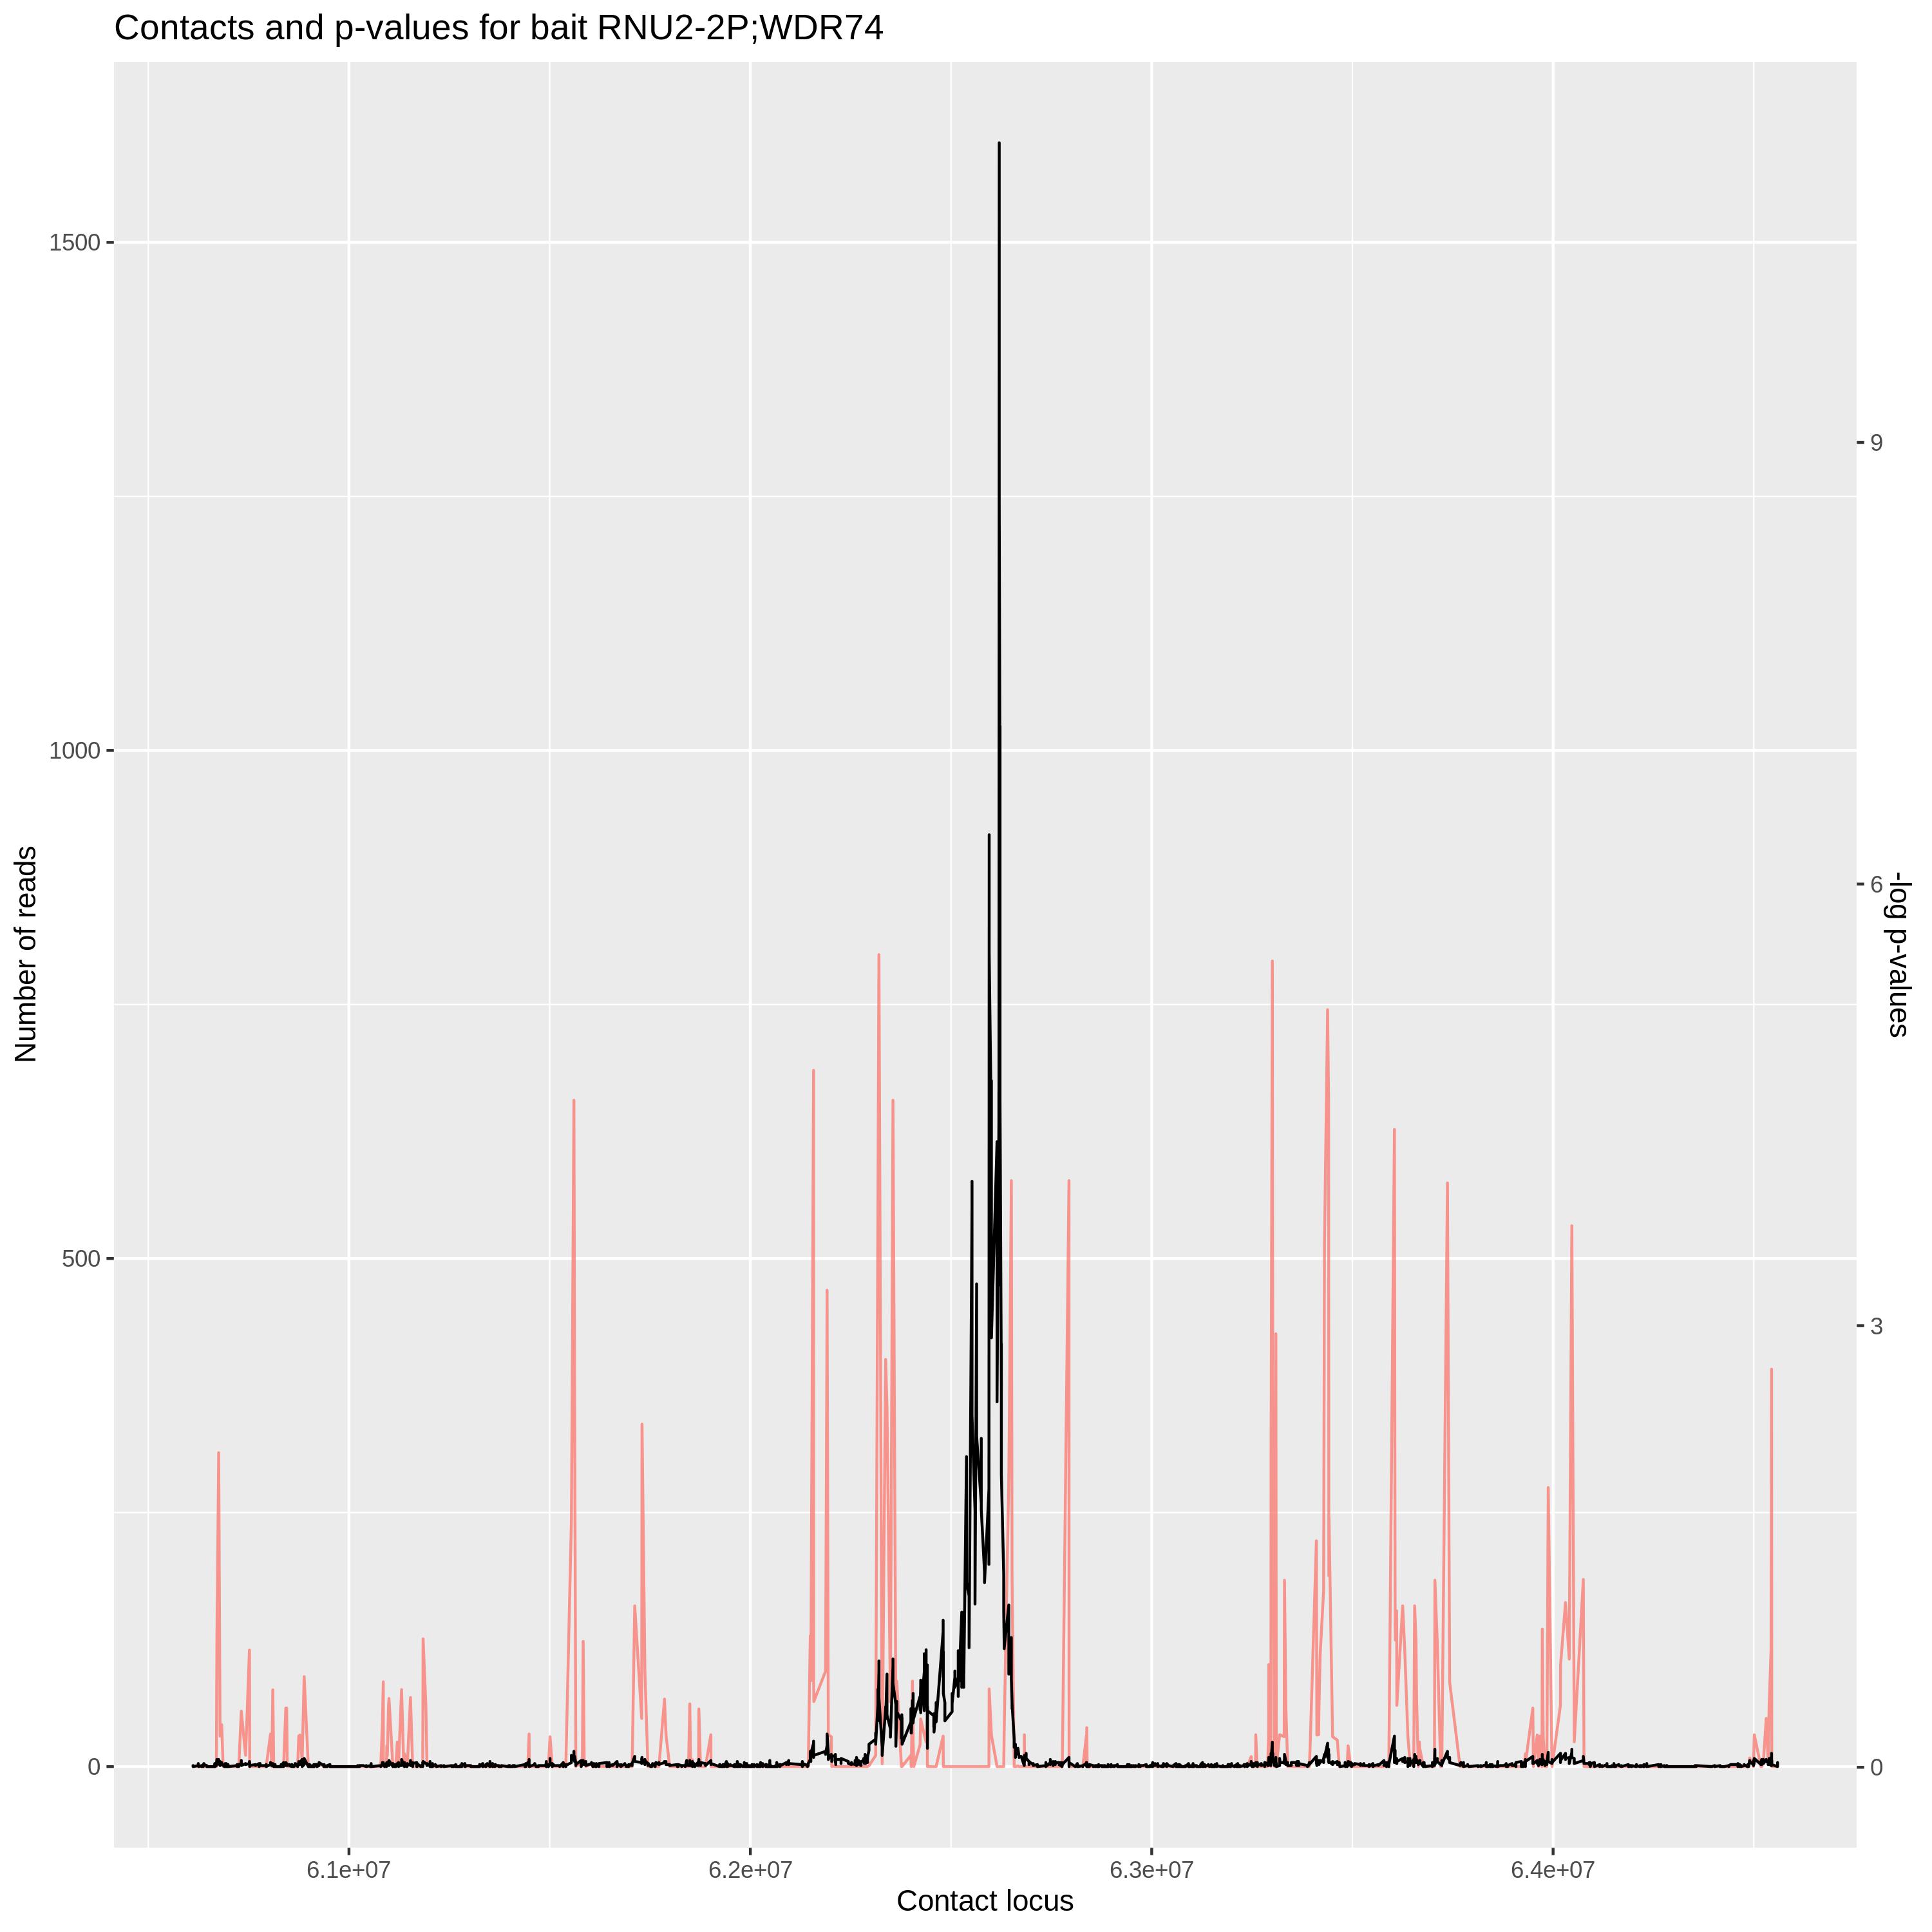 Contacts and p-values for bait RNU2-2P;WDR74
1500
1000
500
0
Number of reads
9
6
3
0
-log p-values
6.1e+07
6.2e+07
6.3e+07
6.4e+07
Contact locus